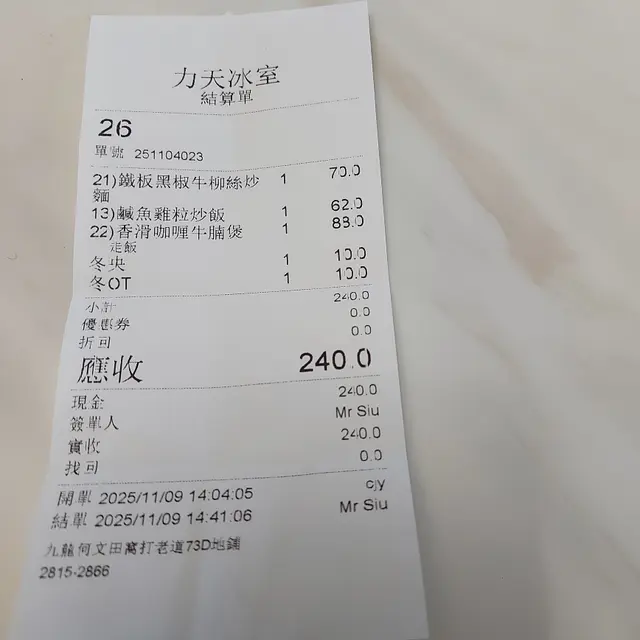 力天冰室
結算單
26
單號 251104023
21)鐵板黑椒牛柳絲炒 1 70.0
麵
13)鹹魚雞粒炒飯 1 62.0
22)香滑咖喱牛腩煲 1 88.0
走飯
冬央 1 10.0
冬OT 1 10.0
小計 240.0
優惠券 0.0
折回 0.0
應收 240.0
現金 240.0
簽單人 Mr Siu
實收 240.0
找回 0.0
開單 2025/11/09 14:04:05 cjy
結單 2025/11/09 14:41:06 Mr Siu
九龍何文田窩打老道73D地鋪
2815-2866